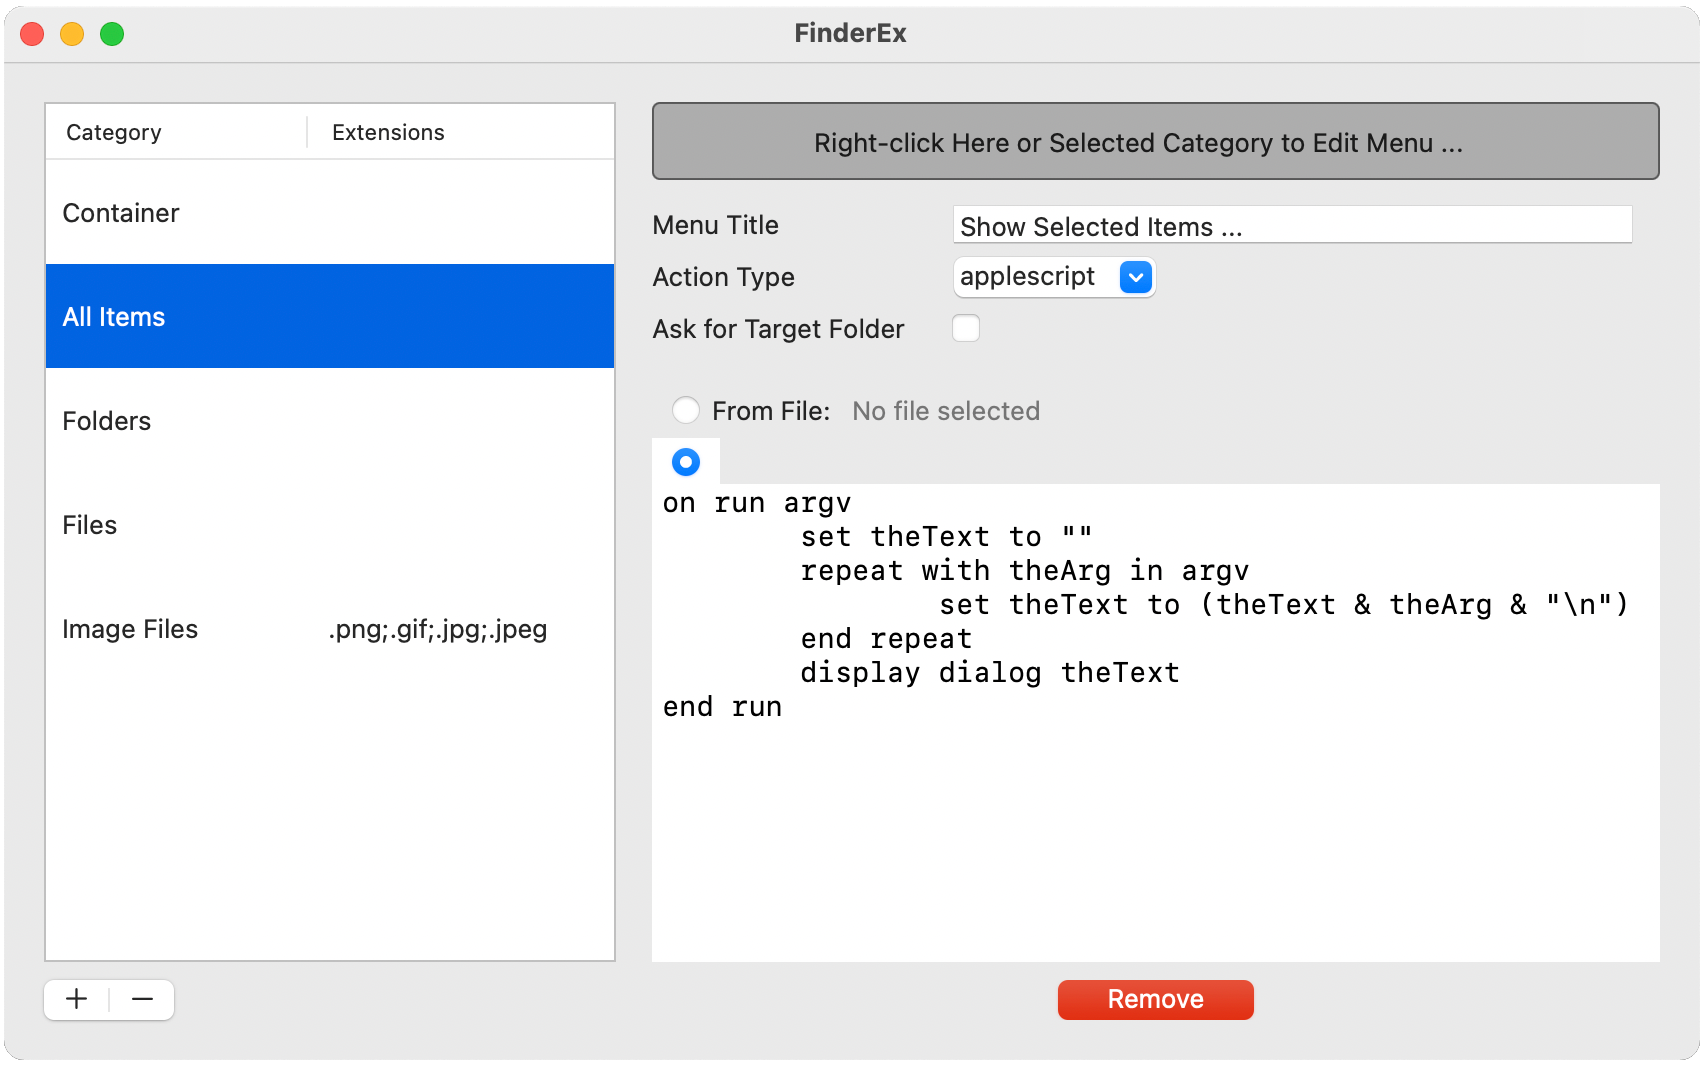 FinderEx
Category Extensions
Container
All Items
Folders
Files
Image Files .png;.gif;.jpg;.jpeg
Right-click Here or Selected Category to Edit Menu ...
Menu Title Show Selected Items ...
Action Type applescript
Ask for Target Folder
From File: No file selected
on run argv
set theText to ""
repeat with theArg in argv
set theText to (theText & theArg & "\n")
end repeat
display dialog theText
end run
Remove